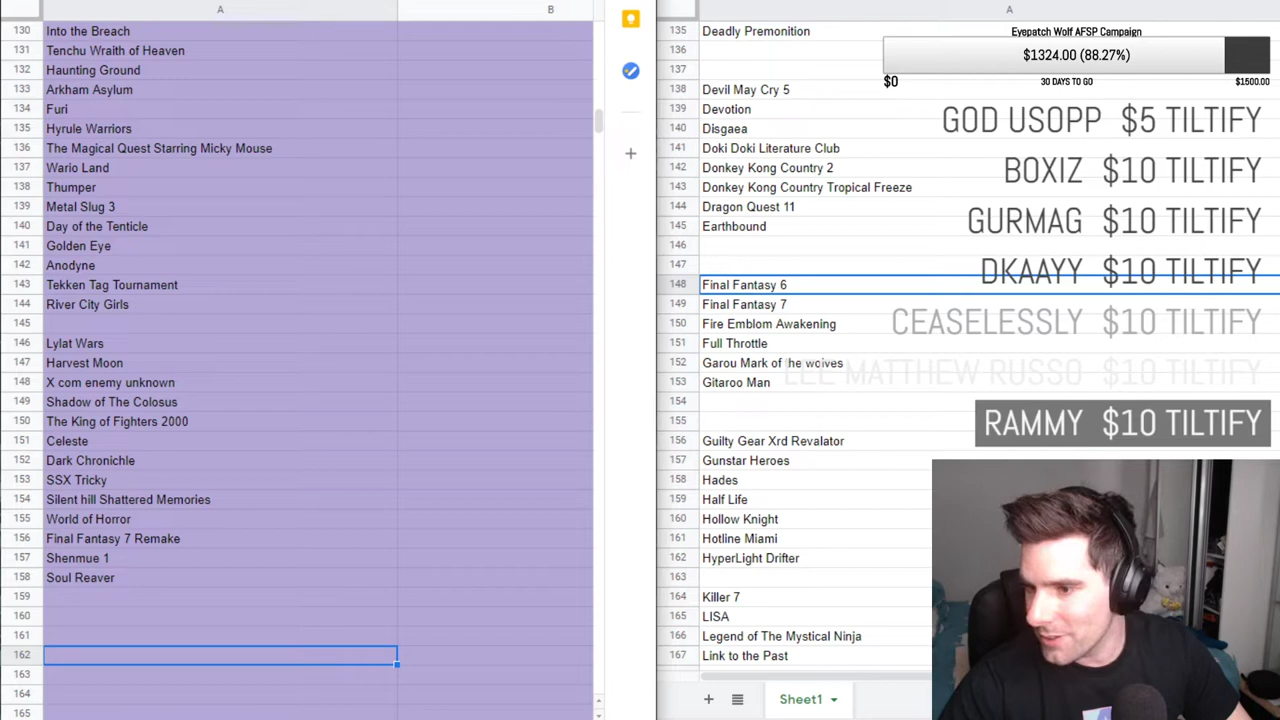 A
B
130 Into the Breach
131 Tenchu Wraith of Heaven
132 Haunting Ground
133 Arkham Asylum
134 Furi
135 Hyrule Warriors
136 The Magical Quest Starring Micky Mouse
137 Wario Land
138 Thumper
139 Metal Slug 3
140 Day of the Tenticle
141 Golden Eye
142 Anodyne
143 Tekken Tag Tournament
144 River City Girls
145
146 Lylat Wars
147 Harvest Moon
148 X com enemy unknown
149 Shadow of The Colosus
150 The King of Fighters 2000
151 Celeste
152 Dark Chronichle
153 SSX Tricky
154 Silent hill Shattered Memories
155 World of Horror
156 Final Fantasy 7 Remake
157 Shenmue 1
158 Soul Reaver
159
160
161
162
163
164
165
A
135 Deadly Premonition
136
137
138 Devil May Cry 5
139 Devotion
140 Disgaea
141 Doki Doki Literature Club
142 Donkey Kong Country 2
143 Donkey Kong Country Tropical Freeze
144 Dragon Quest 11
145 Earthbound
146
147
148 Final Fantasy 6
149 Final Fantasy 7
150 Fire Emblom Awakening
151 Full Throttle
152 Garou Mark of the wolves
153 Gitaroo Man
154
155
156 Guilty Gear Xrd Revalator
157 Gunstar Heroes
158 Hades
159 Half Life
160 Hollow Knight
161 Hotline Miami
162 HyperLight Drifter
163
164 Killer 7
165 LISA
166 Legend of The Mystical Ninja
167 Link to the Past
Sheet1
Eyepatch Wolf AFSP Campaign
$1324.00 (88.27%)
$0 30 DAYS TO GO $1500.00
GOD USOPP $5 TILTIFY
BOXIZ $10 TILTIFY
GURMAG $10 TILTIFY
DKAAYY $10 TILTIFY
CEASELESSLY $10 TILTIFY
LEE MATTHEW RUSSO $10 TILTIFY
RAMMY $10 TILTIFY